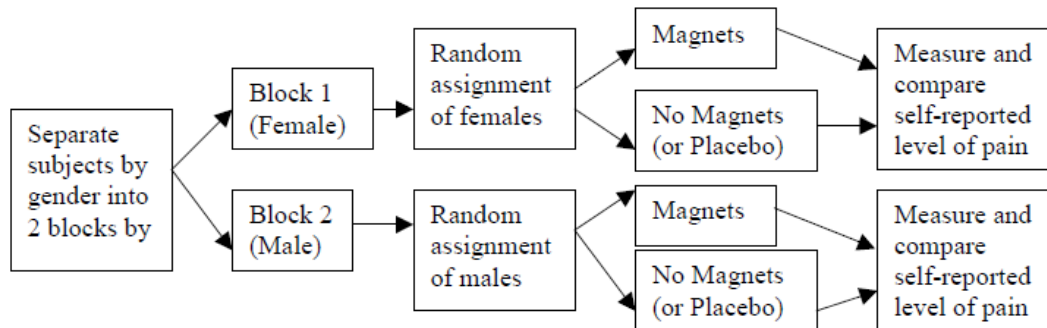 Separate
subjects by
gender into
2 blocks by
Block 1
(Female)
Random
assignment
of females
Magnets
No Magnets
(or Placebo)
Measure and
compare
self-reported
level of pain
Block 2
(Male)
Random
assignment
of males
Magnets
No Magnets
(or Placebo)
Measure and
compare
self-reported
level of pain